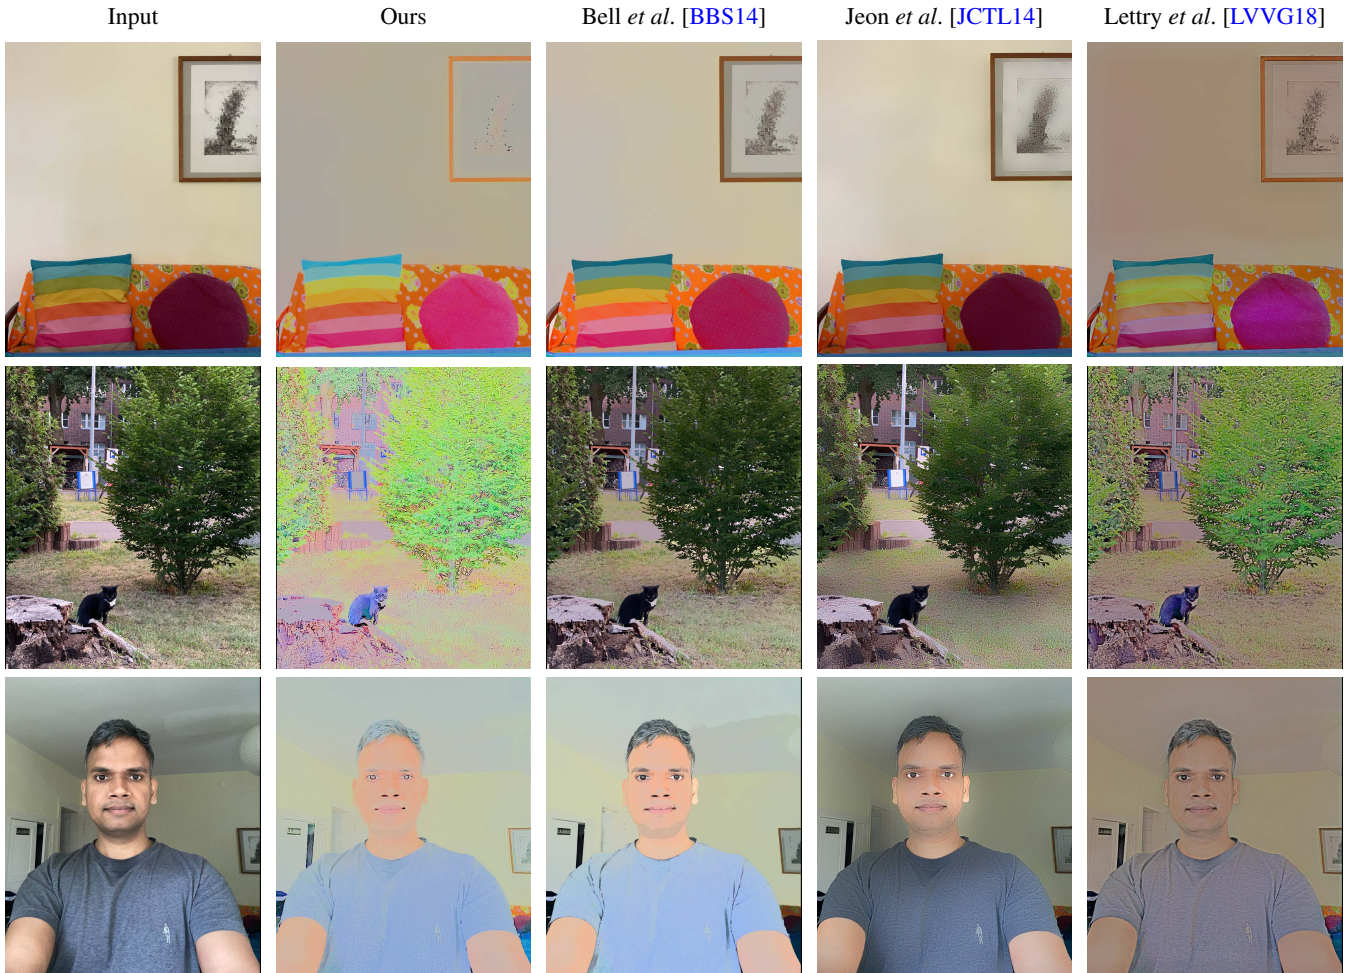 Input Ours Bell et al. [BBS14] Jeon et al. [JCTL14] Lettry et al. [LVVG18]